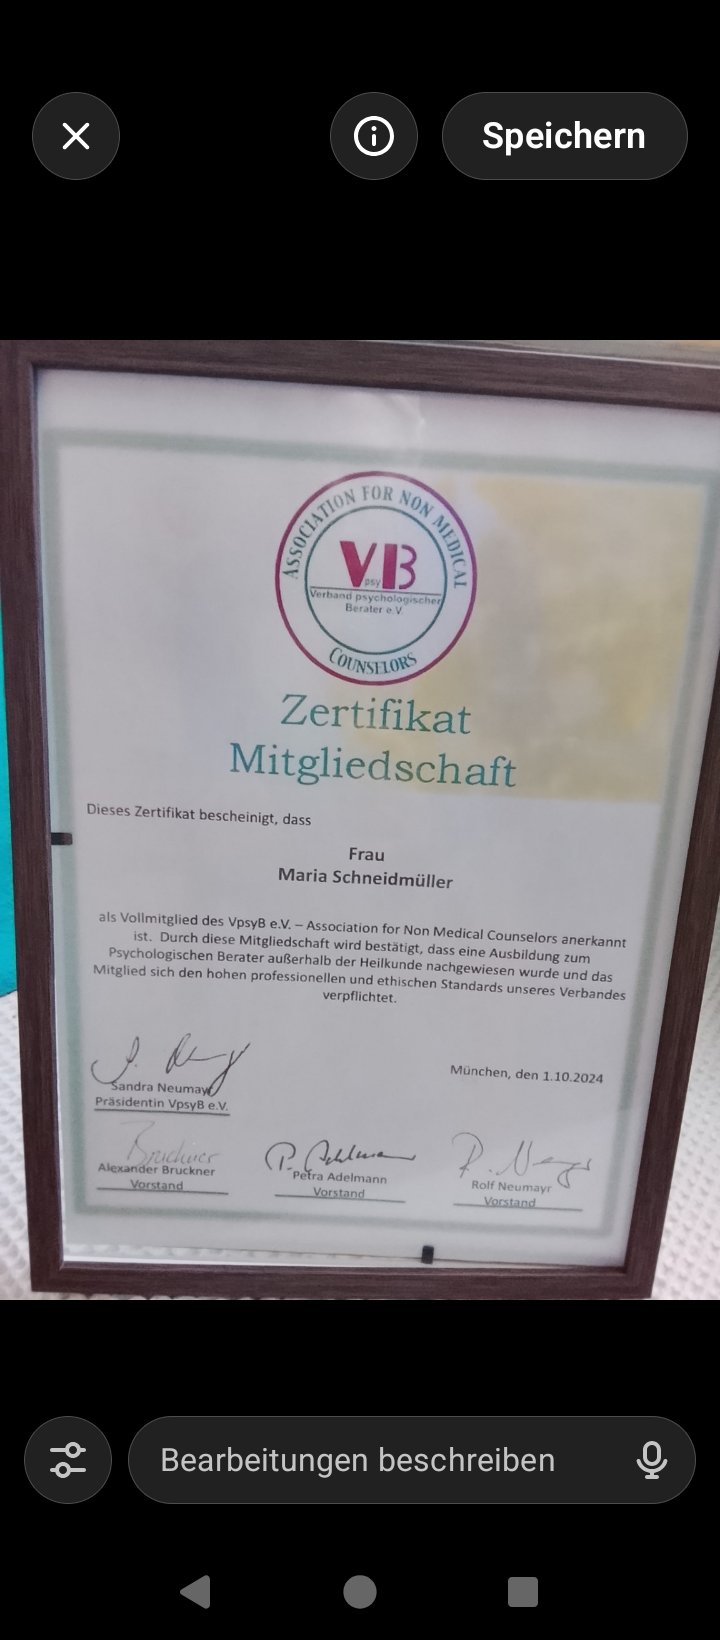 Speichern
ASSOCIATION FOR NON MEDICAL
VB
psy
Verband psychologischer
Berater e.V.
COUNSELORS
Zertifikat
Mitgliedschaft
Dieses Zertifikat bescheinigt, dass
Frau
Maria Schneidmüller
als Vollmitglied des VpsyB e.V. – Association for Non Medical Counselors anerkannt
ist. Durch diese Mitgliedschaft wird bestätigt, dass eine Ausbildung zum
Psychologischen Berater außerhalb der Heilkunde nachgewiesen wurde und das
Mitglied sich den hohen professionellen und ethischen Standards unseres Verbandes
verpflichtet.
München, den 1.10.2024
Sandra Neumayr
Präsidentin VpsyB e.V.
Bruckner
P. Adelmann
Alexander Bruckner
Vorstand
Petra Adelmann
Vorstand
Rolf Neumayr
Vorstand
Bearbeitungen beschreiben